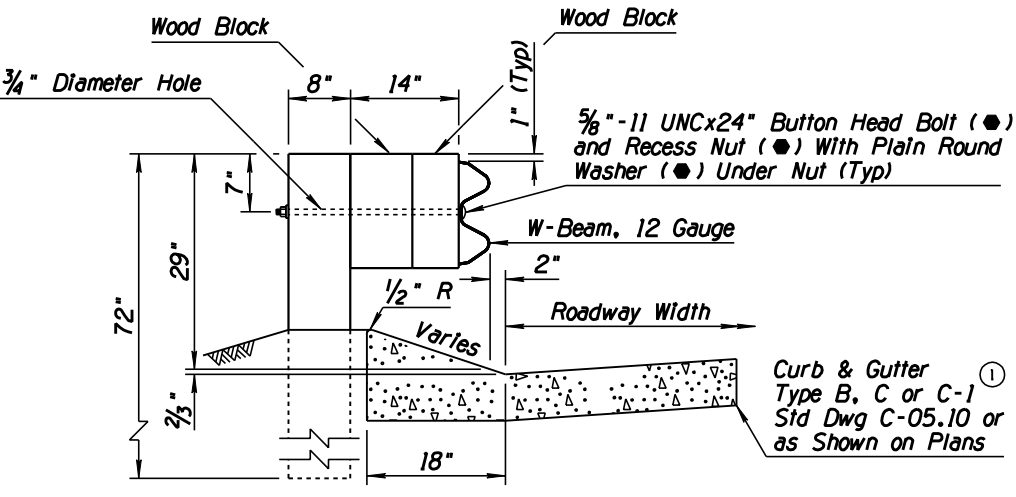 Wood Block
Wood Block
3/4" Diameter Hole
8"
14"
1" (Typ)
5/8"-11 UNCx24" Button Head Bolt (⬣)
and Recess Nut (⬣) With Plain Round
Washer (⬣) Under Nut (Typ)
7"
W-Beam, 12 Gauge
29"
2"
72"
1/2" R
Varies
Roadway Width
2/3"
Curb & Gutter 1
Type B, C or C-1
Std Dwg C-05.10 or
as Shown on Plans
18"